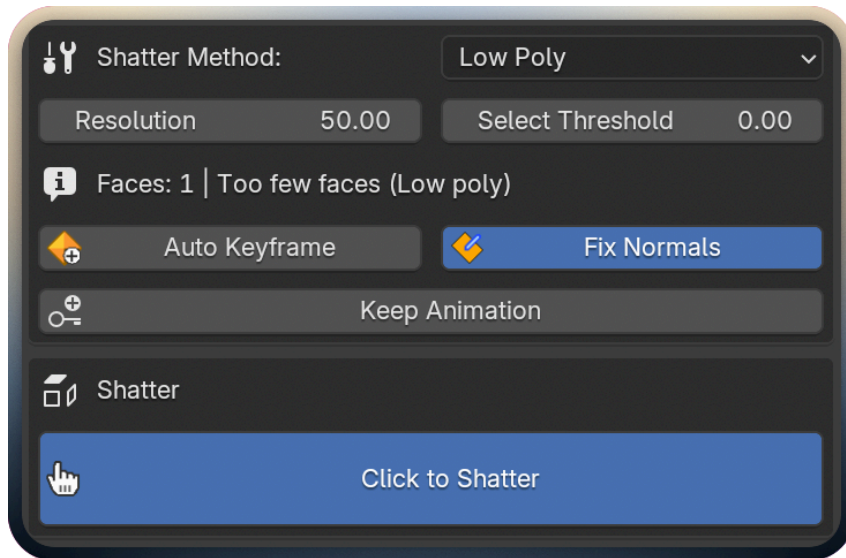 Shatter Method: Low Poly
Resolution 50.00 Select Threshold 0.00
Faces: 1 | Too few faces (Low poly)
Auto Keyframe Fix Normals
Keep Animation
Shatter
Click to Shatter